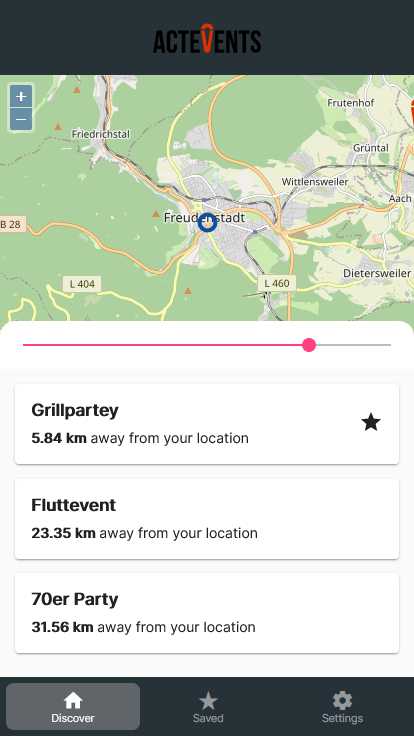 ACTEVENTS
+
–
Frutenhof
Friedrichstal
Grüntal
Wittlensweiler
Aach
Freudenstadt
B 28
Dietersweiler
L 404
L 460
Grillpartey
5.84 km away from your location
Fluttevent
23.35 km away from your location
70er Party
31.56 km away from your location
Discover
Saved
Settings